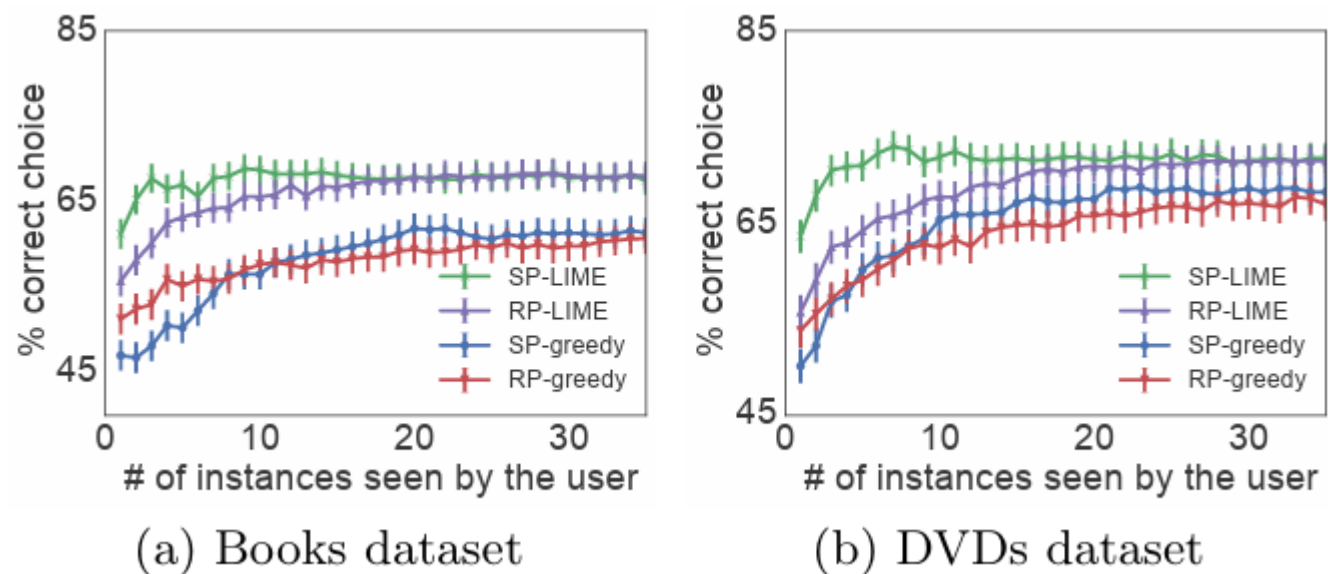 85
65
45
% correct choice
SP-LIME
RP-LIME
SP-greedy
RP-greedy
0 10 20 30
# of instances seen by the user
(a) Books dataset
85
65
45
% correct choice
SP-LIME
RP-LIME
SP-greedy
RP-greedy
0 10 20 30
# of instances seen by the user
(b) DVDs dataset